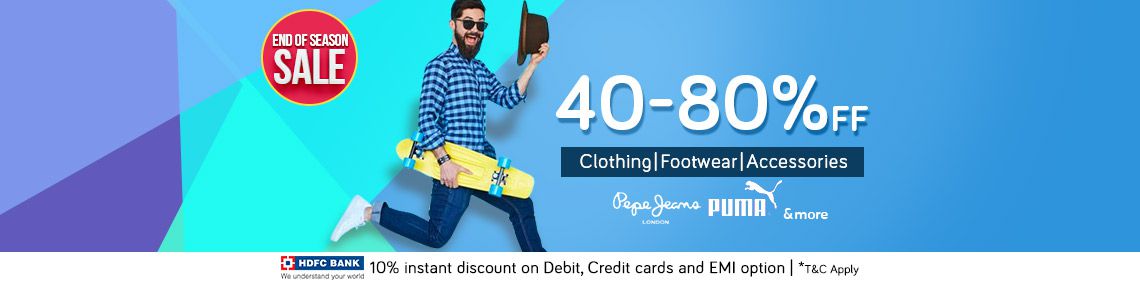 END OF SEASON
SALE
40-80%FF
Clothing|Footwear|Accessories
Pepe Jeans
LONDON
PUMA
& more
HDFC BANK
We understand your world
10% instant discount on Debit, Credit cards and EMI option | *T&C Apply